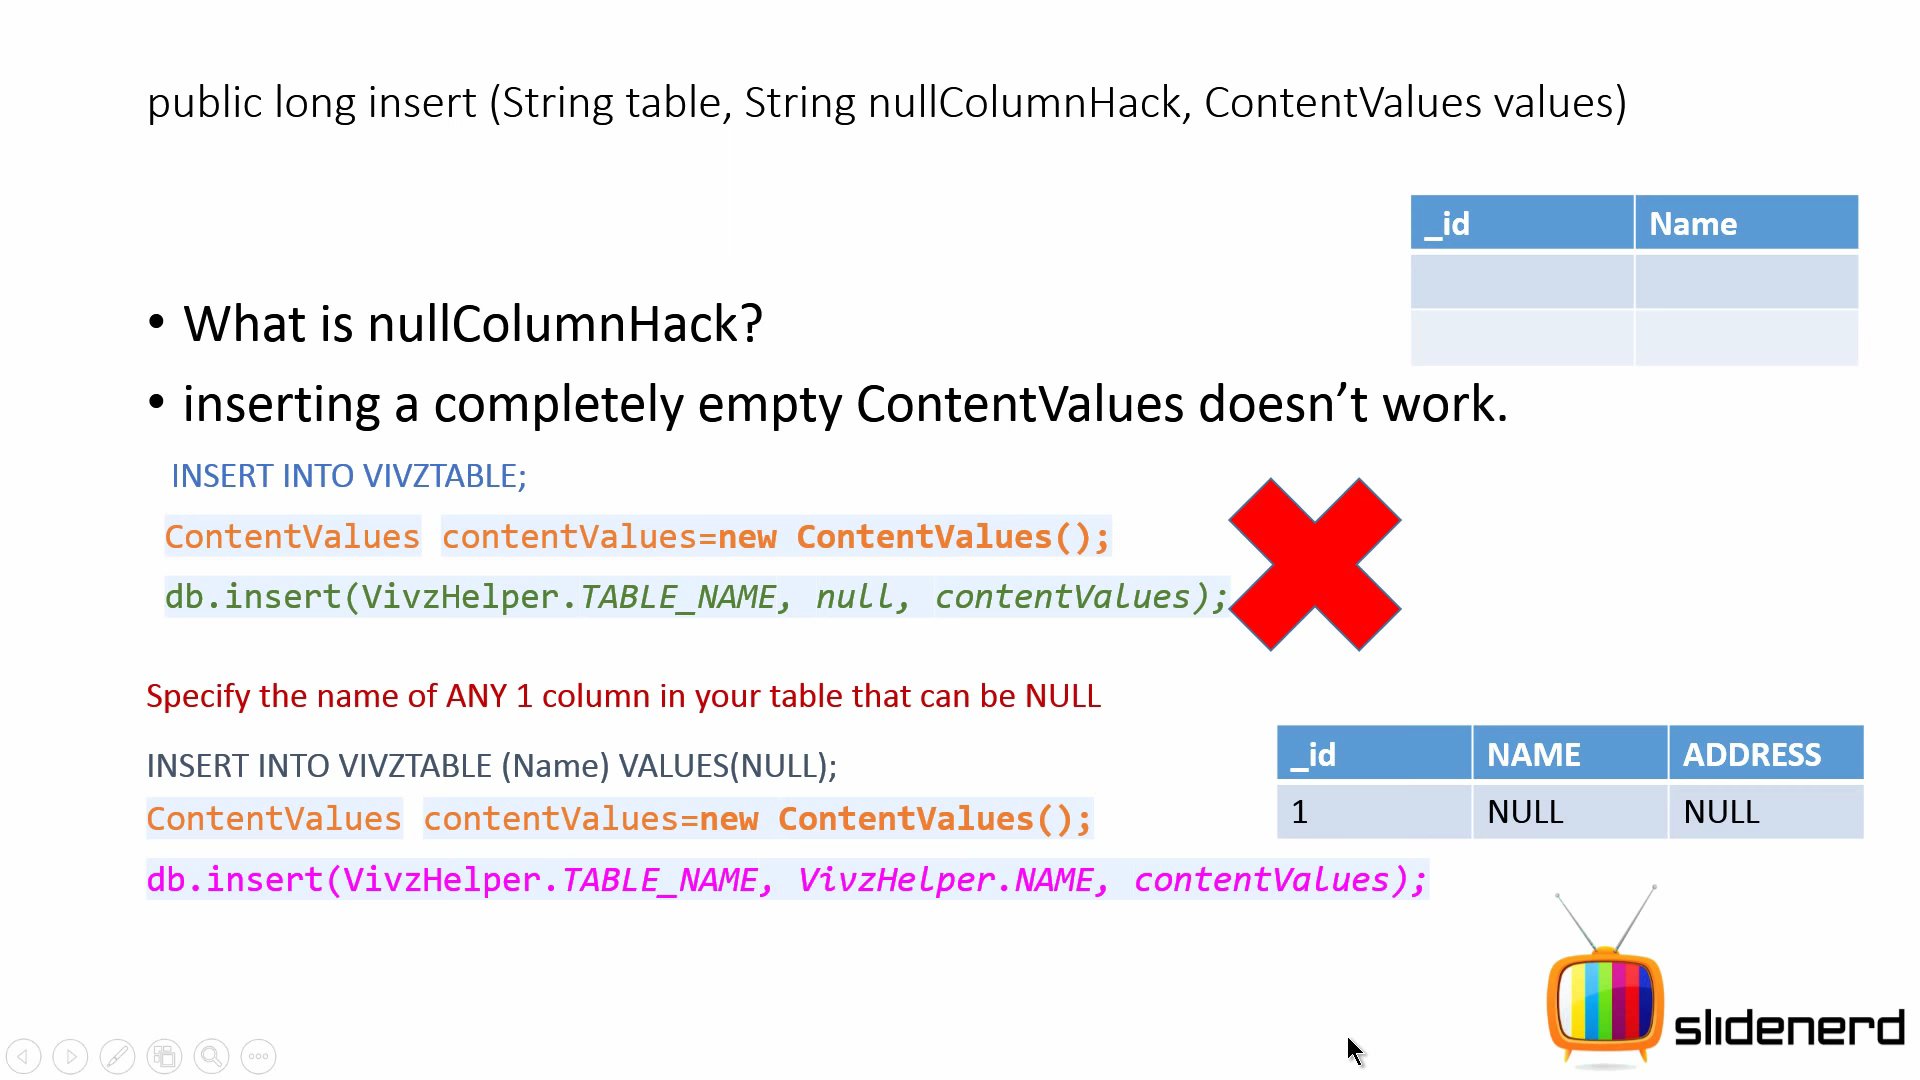 public long insert (String table, String nullColumnHack, ContentValues values)
_id Name
• What is nullColumnHack?
• inserting a completely empty ContentValues doesn’t work.
INSERT INTO VIVZTABLE;
ContentValues contentValues=new ContentValues();
db.insert(VivzHelper.TABLE_NAME, null, contentValues);
Specify the name of ANY 1 column in your table that can be NULL
INSERT INTO VIVZTABLE (Name) VALUES(NULL);
ContentValues contentValues=new ContentValues();
db.insert(VivzHelper.TABLE_NAME, VivzHelper.NAME, contentValues);
_id NAME ADDRESS
1 NULL NULL
slidenerd